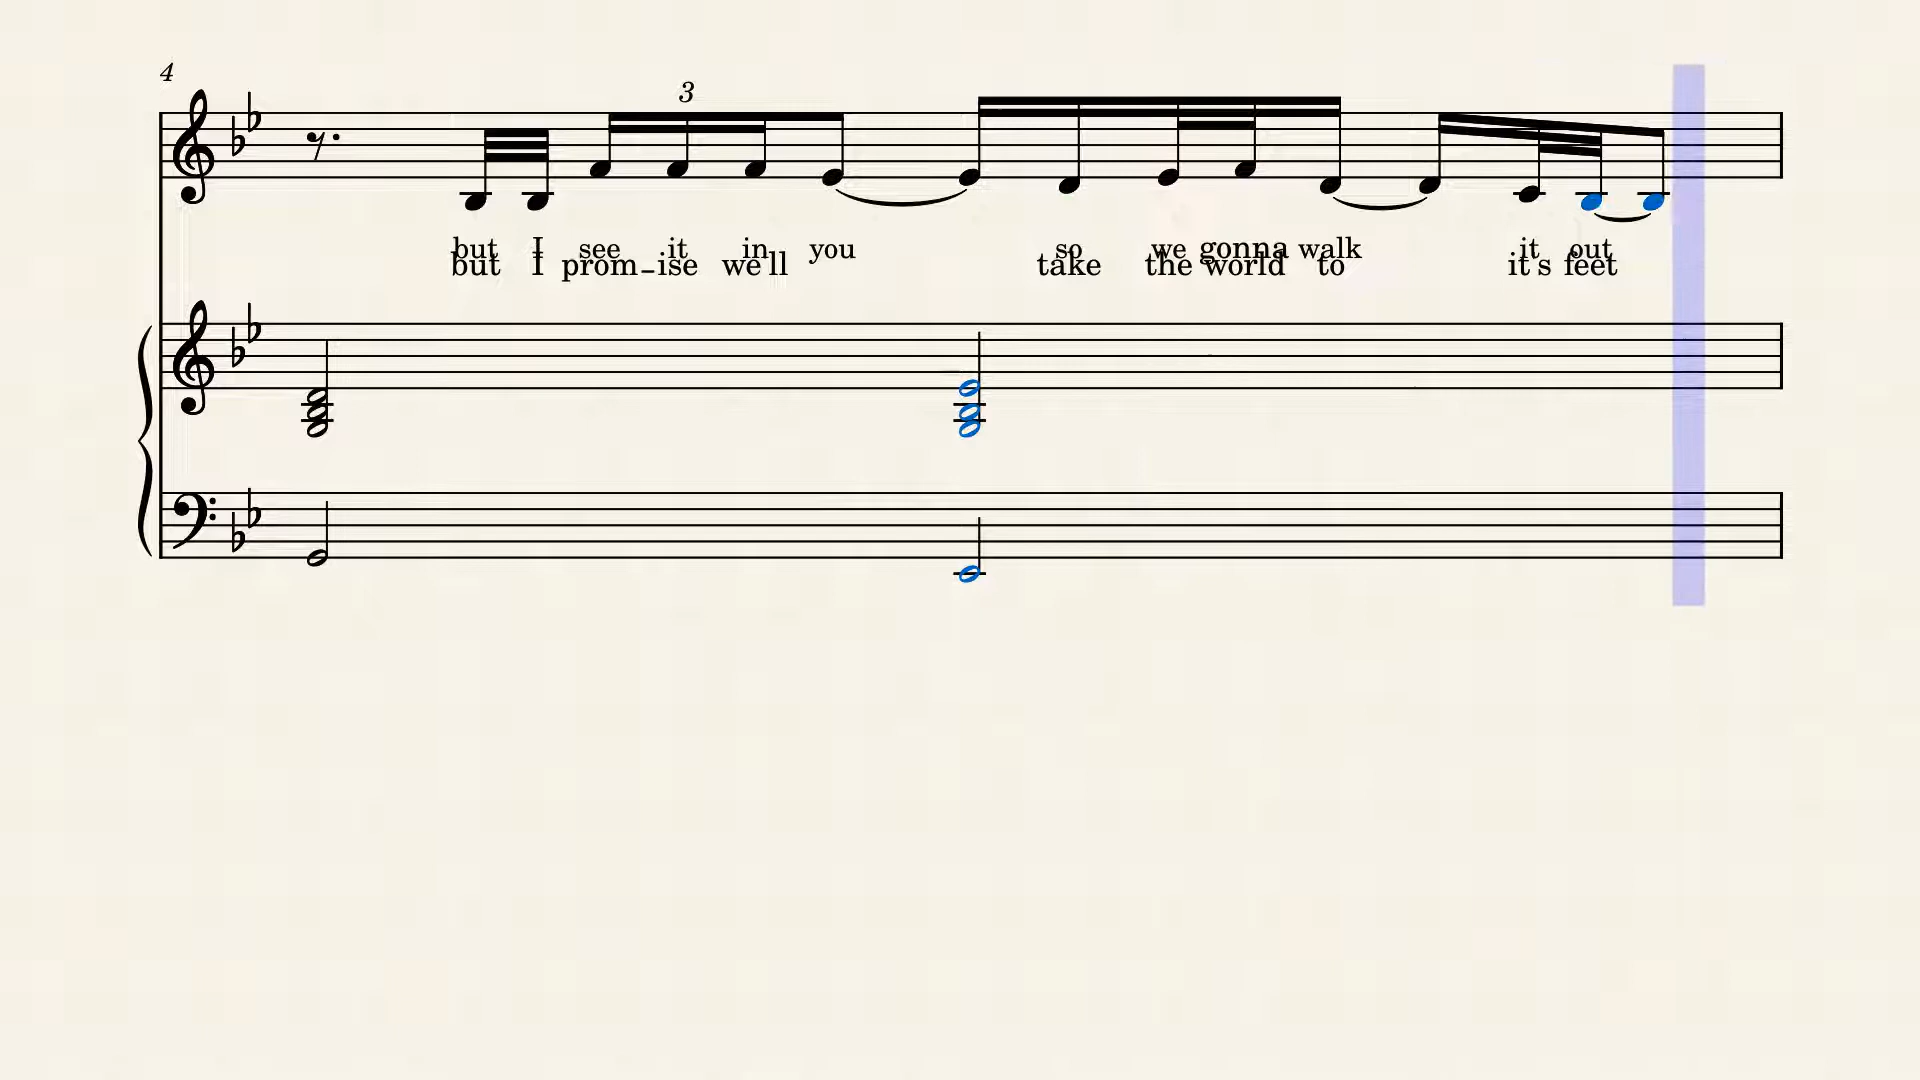 4
3
but I see it in you so we gonna walk it out
but I prom-ise we'll take the world to it's feet